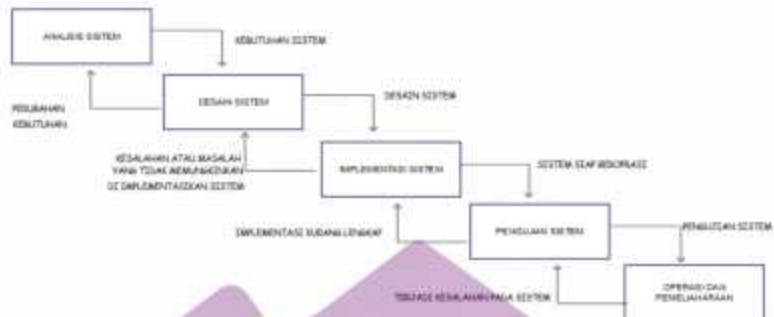 ANALISIS SISTEM
KEBUTUHAN SISTEM
PERUBAHAN
KEBUTUHAN
DESAIN SISTEM
DESAIN SISTEM
KESALAHAN ATAU MASALAH
YANG TIDAK MEMUNGKINKAN
DI IMPLEMENTASIKAN SISTEM
IMPLEMENTASI SISTEM
SISTEM SIAP BEROPRASI
IMPLEMENTASI KURANG LENGKAP
PENGUJIAN SISTEM
PENGUJIAN SISTEM
TERJADI KESALAHAN PADA SISTEM
OPERASI DAN
PEMELIHARAAN